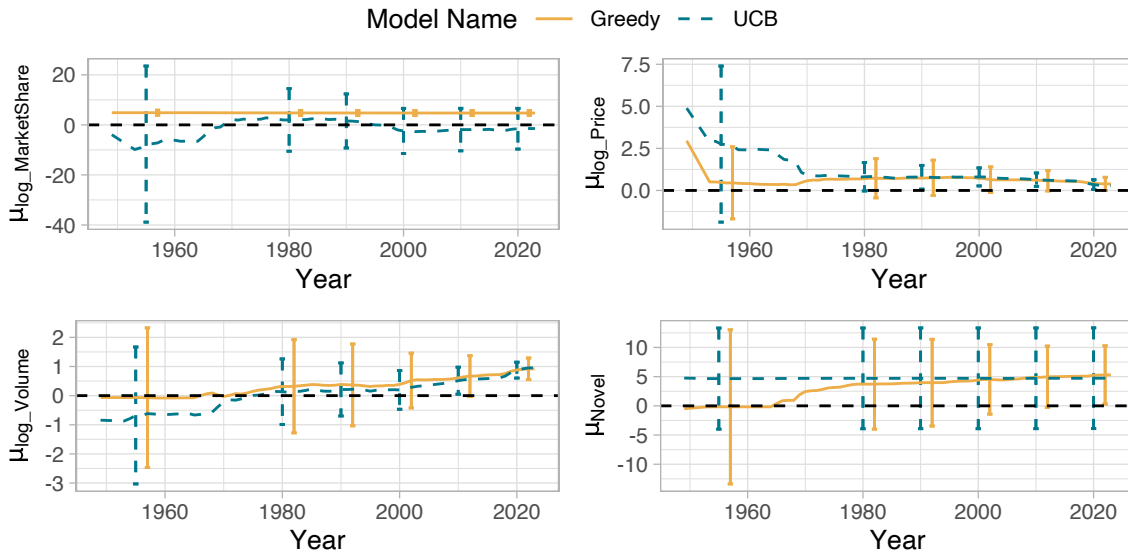 Model Name Greedy UCB
μlog_MarketShare
20
0
-20
-40
1960 1980 2000 2020
Year
μlog_Price
7.5
5.0
2.5
0.0
1960 1980 2000 2020
Year
μlog_Volume
2
1
0
-1
-2
-3
1960 1980 2000 2020
Year
μNovel
10
5
0
-5
-10
1960 1980 2000 2020
Year